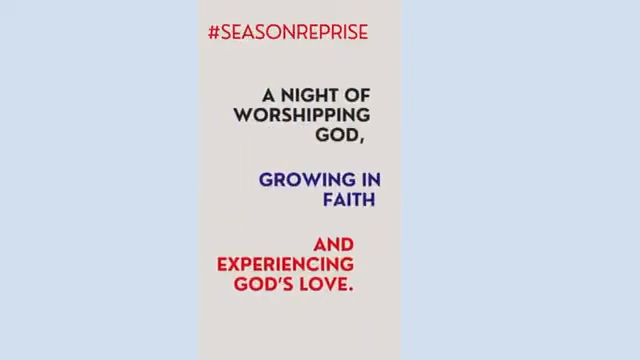 #SEASONREPRISE
A NIGHT OF
WORSHIPPING
GOD,
GROWING IN
FAITH
AND
EXPERIENCING
GOD'S LOVE.